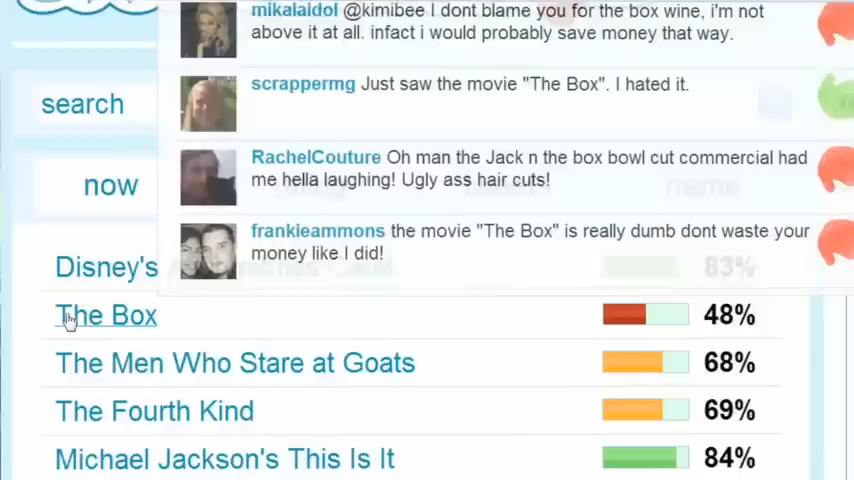 mikalaidol @kimibee I dont blame you for the box wine, i'm not
above it at all. infact i would probably save money that way.
scrappermg Just saw the movie "The Box". I hated it.
search
RachelCouture Oh man the Jack n the box bowl cut commercial had
me hella laughing! Ugly ass hair cuts!
now
name
frankieammons the movie "The Box" is really dumb dont waste your
money like I did!
Disney's 83%
The Box 48%
The Men Who Stare at Goats 68%
The Fourth Kind 69%
Michael Jackson's This Is It 84%